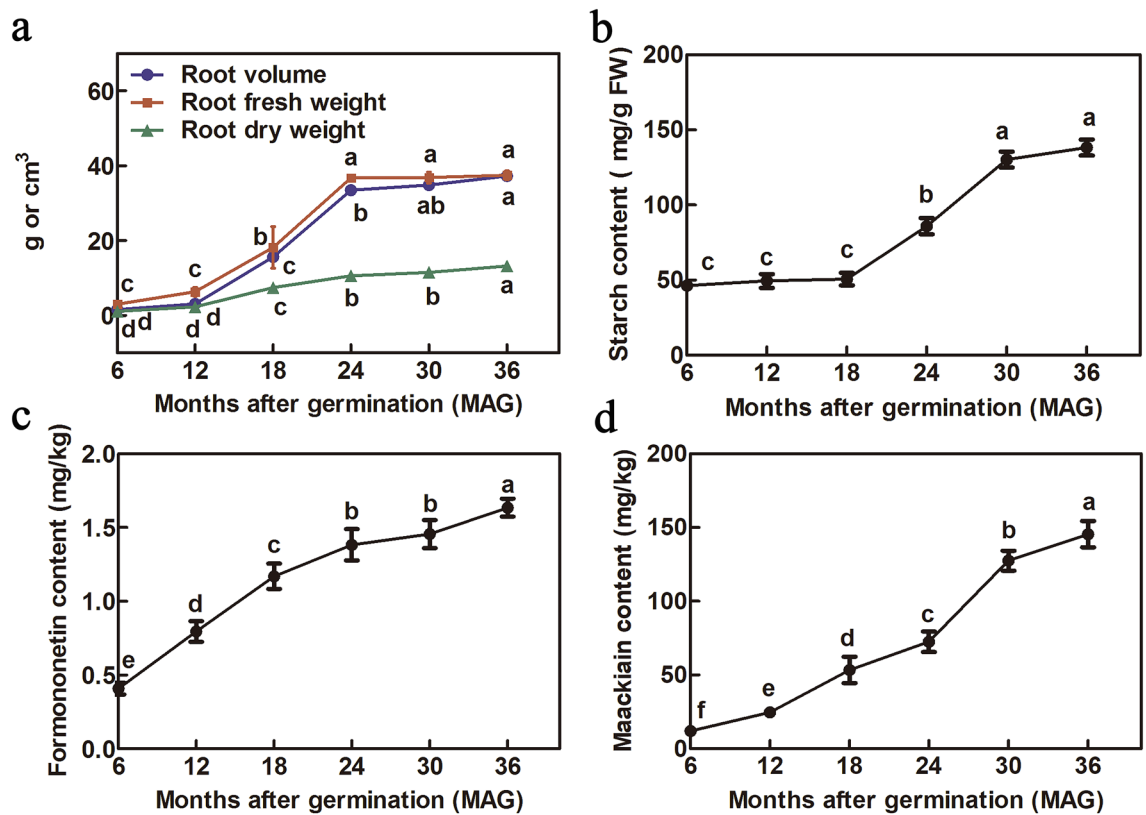 a
Root volume
Root fresh weight
Root dry weight
g or cm³
60
40
20
0
c c b a a a
c b ab a
d d d d c b b a
6 12 18 24 30 36
Months after germination (MAG)
b
Starch content ( mg/g FW)
200
150
100
50
0
c c c b a a
6 12 18 24 30 36
Months after germination (MAG)
c
Formononetin content (mg/kg)
2.0
1.5
1.0
0.5
0.0
e d c b b a
6 12 18 24 30 36
Months after germination (MAG)
d
Maackiain content (mg/kg)
200
150
100
50
0
f e d c b a
6 12 18 24 30 36
Months after germination (MAG)